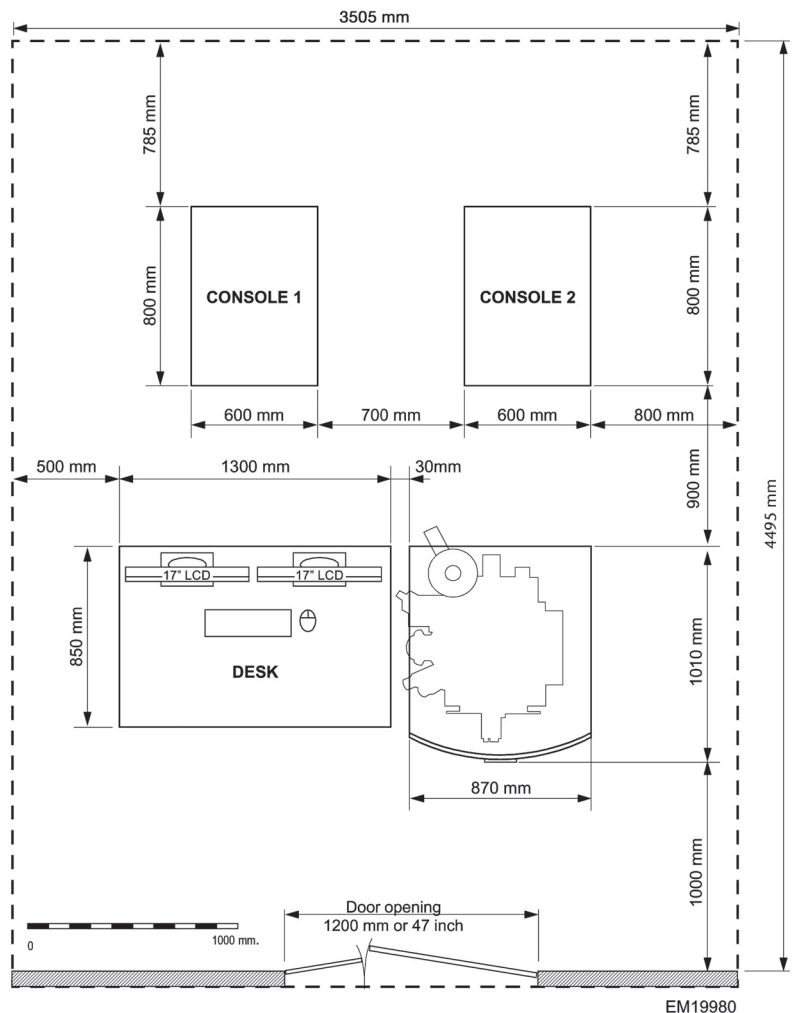 3505 mm
785 mm
785 mm
800 mm
CONSOLE 1
CONSOLE 2
800 mm
600 mm
700 mm
600 mm
800 mm
500 mm
1300 mm
30mm
900 mm
4495 mm
17" LCD
17" LCD
850 mm
DESK
1010 mm
870 mm
1000 mm
Door opening
1200 mm or 47 inch
0
1000 mm.
EM19980